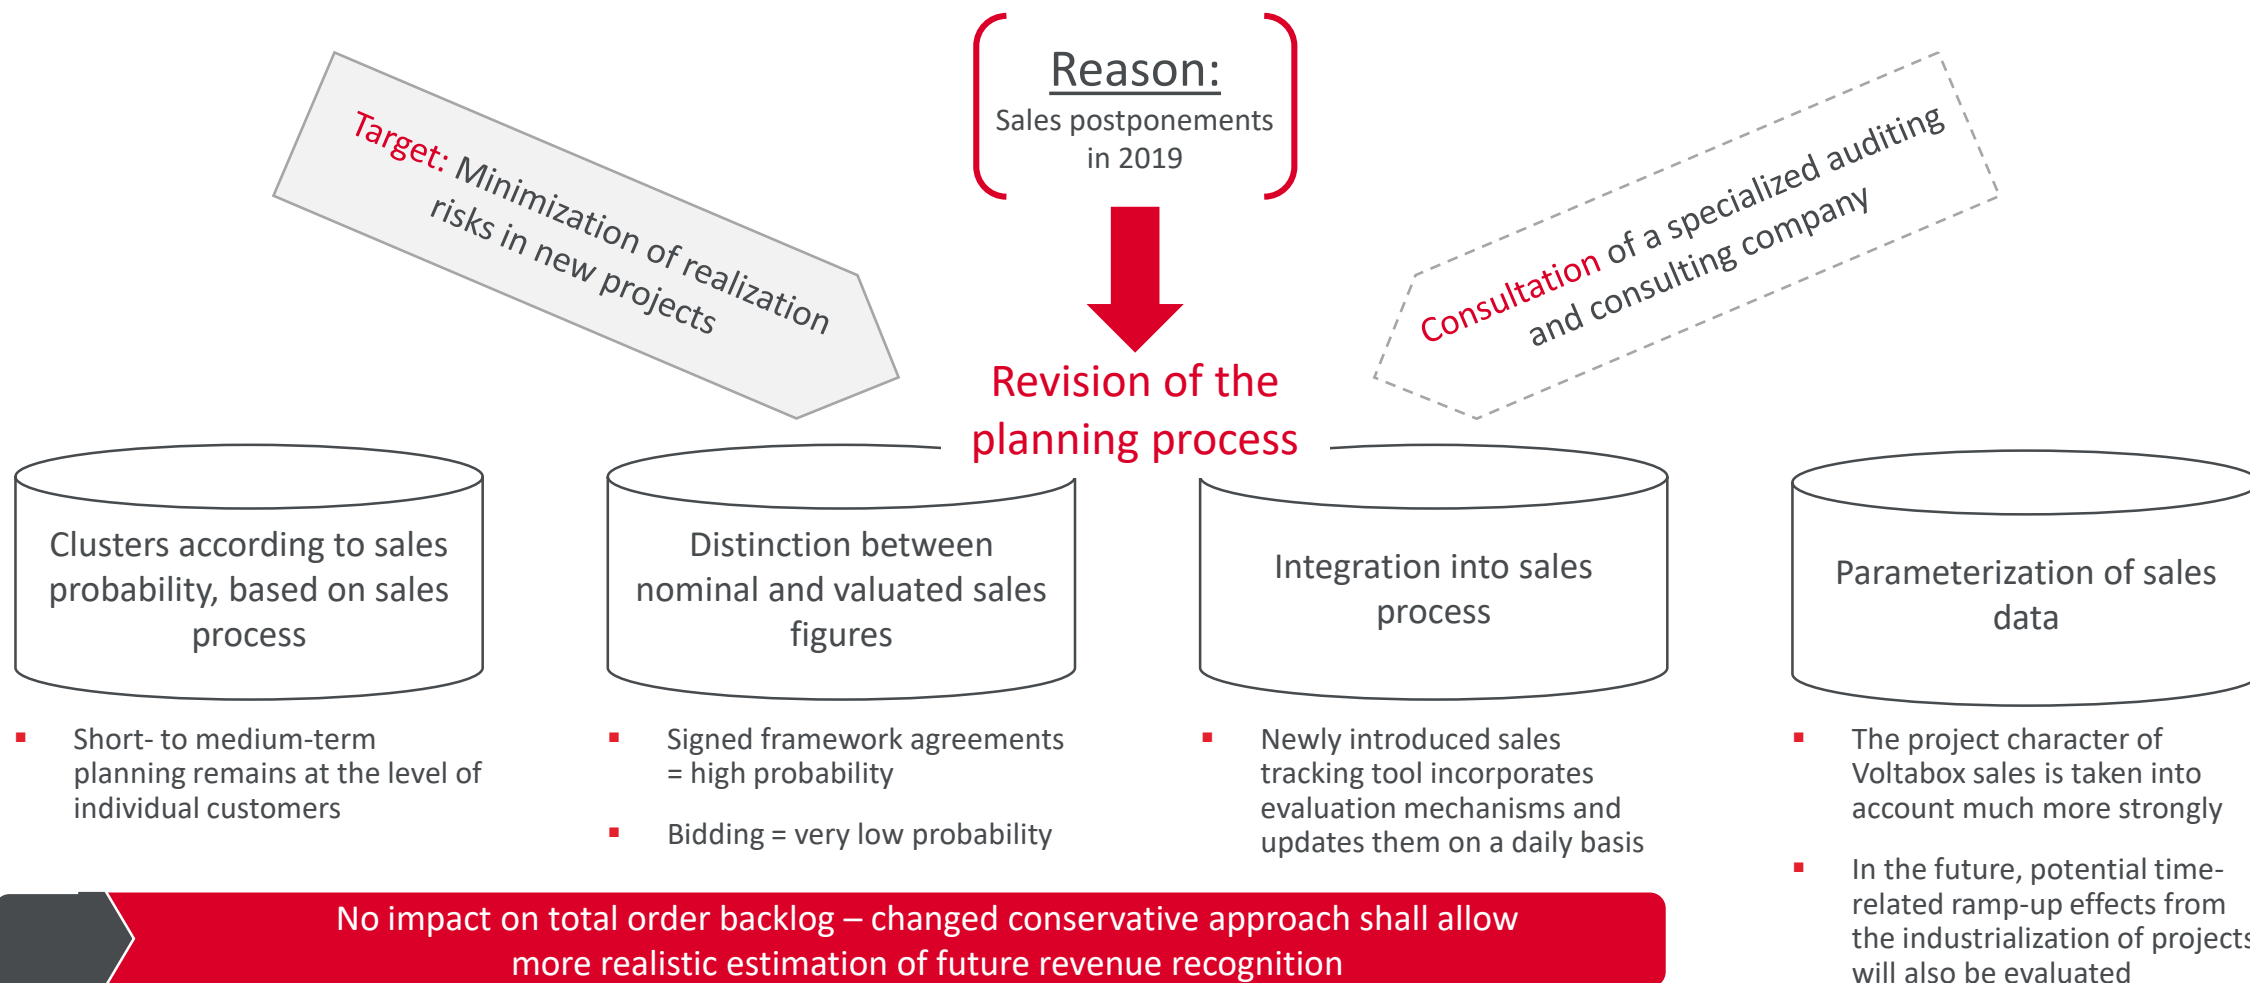 Reason:
Sales postponements
in 2019
Target: Minimization of realization
risks in new projects
Consultation of a specialized auditing
and consulting company
Revision of the
planning process
Clusters according to sales
probability, based on sales
process
Short- to medium-term
planning remains at the level of
individual customers
Distinction between
nominal and valuated sales
figures
Signed framework agreements
= high probability
Bidding = very low probability
Integration into sales
process
Newly introduced sales
tracking tool incorporates
evaluation mechanisms and
updates them on a daily basis
Parameterization of sales
data
The project character of
Voltabox sales is taken into
account much more strongly
In the future, potential time-
related ramp-up effects from
the industrialization of projects
will also be evaluated
No impact on total order backlog – changed conservative approach shall allow
more realistic estimation of future revenue recognition